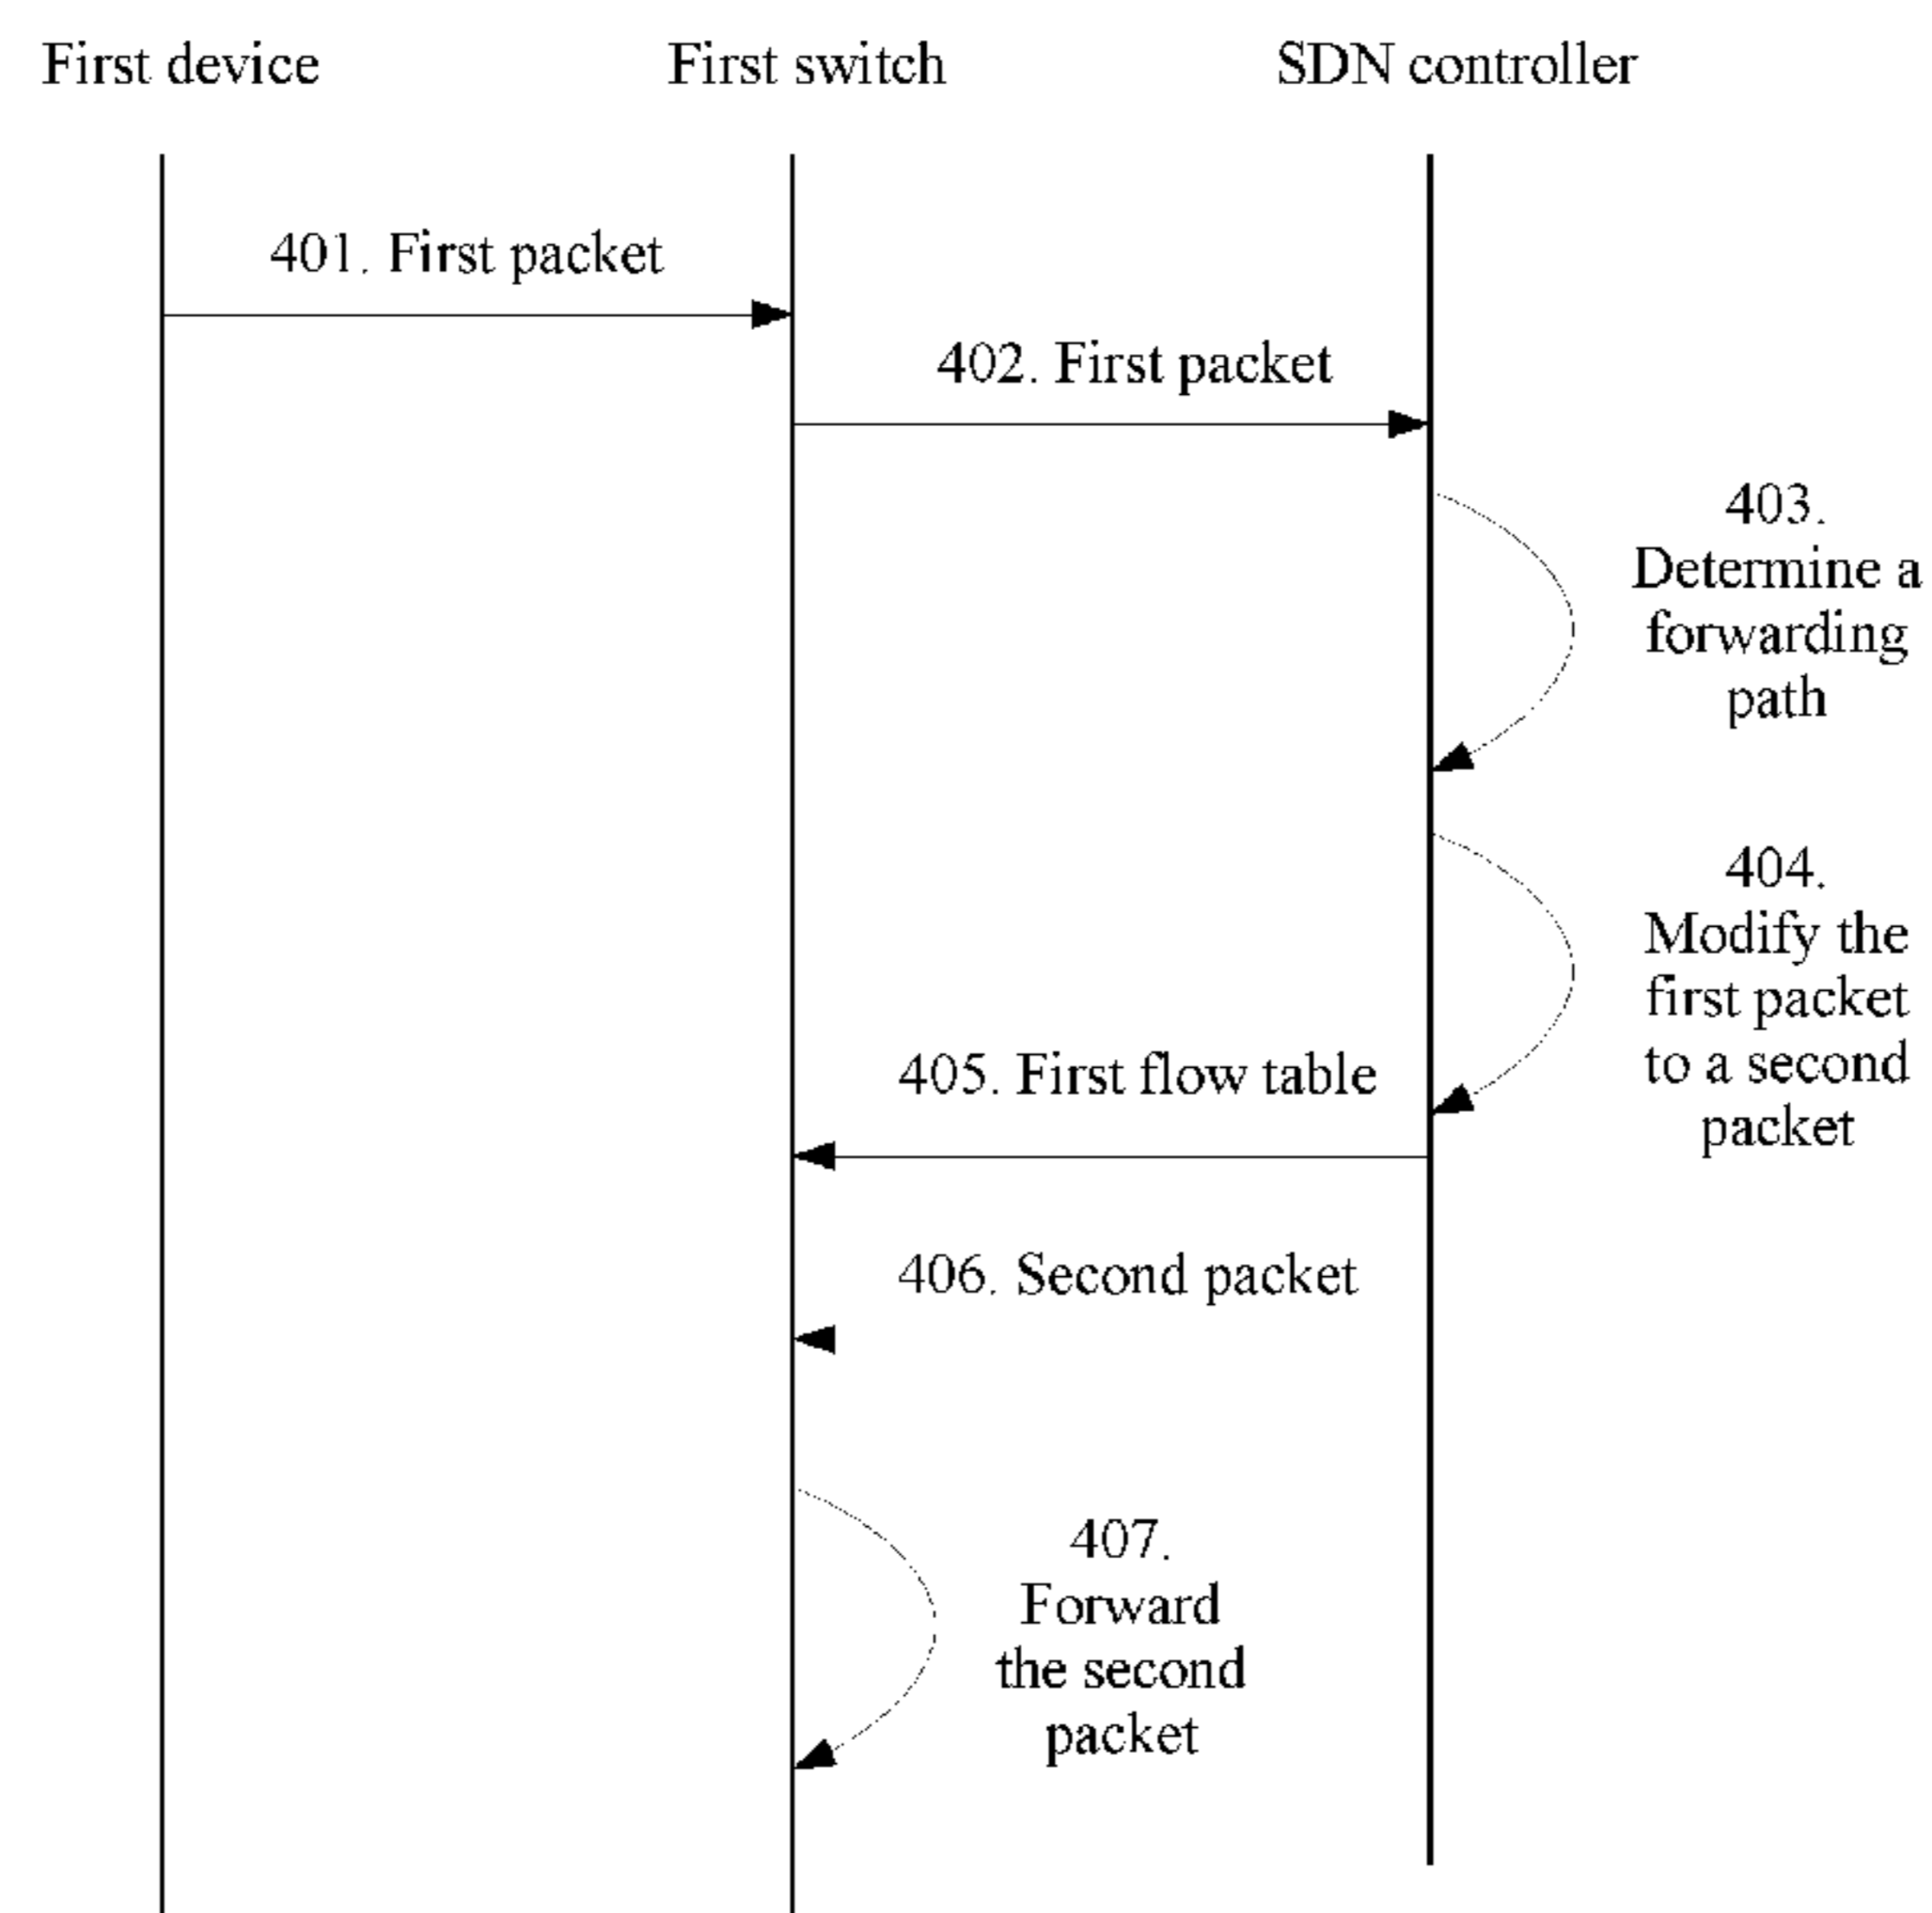 First device
First switch
SDN controller
401. First packet
402. First packet
403.
Determine a
forwarding
path
404.
Modify the
first packet
to a second
packet
405. First flow table
406. Second packet
407.
Forward
the second
packet